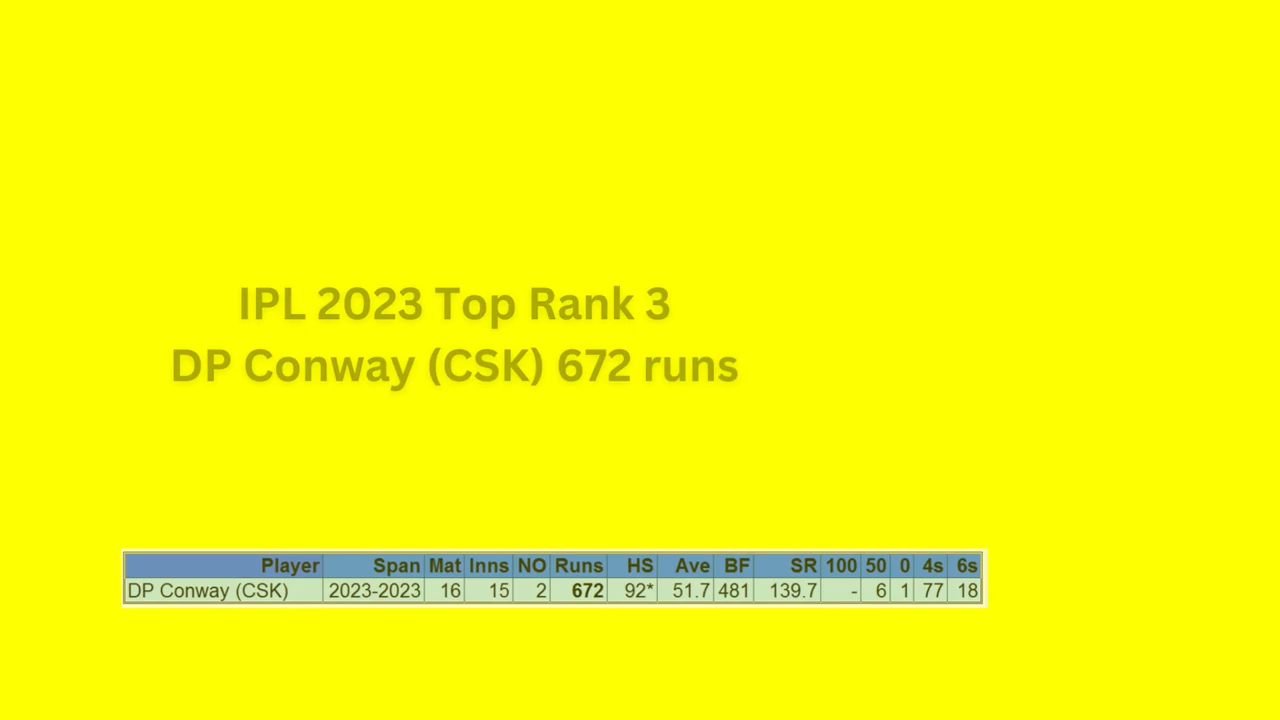 IPL 2023 Top Rank 3
DP Conway (CSK) 672 runs
Player Span Mat Inns NO Runs HS Ave BF SR 100 50 0 4s 6s
DP Conway (CSK) 2023-2023 16 15 2 672 92* 51.7 481 139.7 - 6 1 77 18